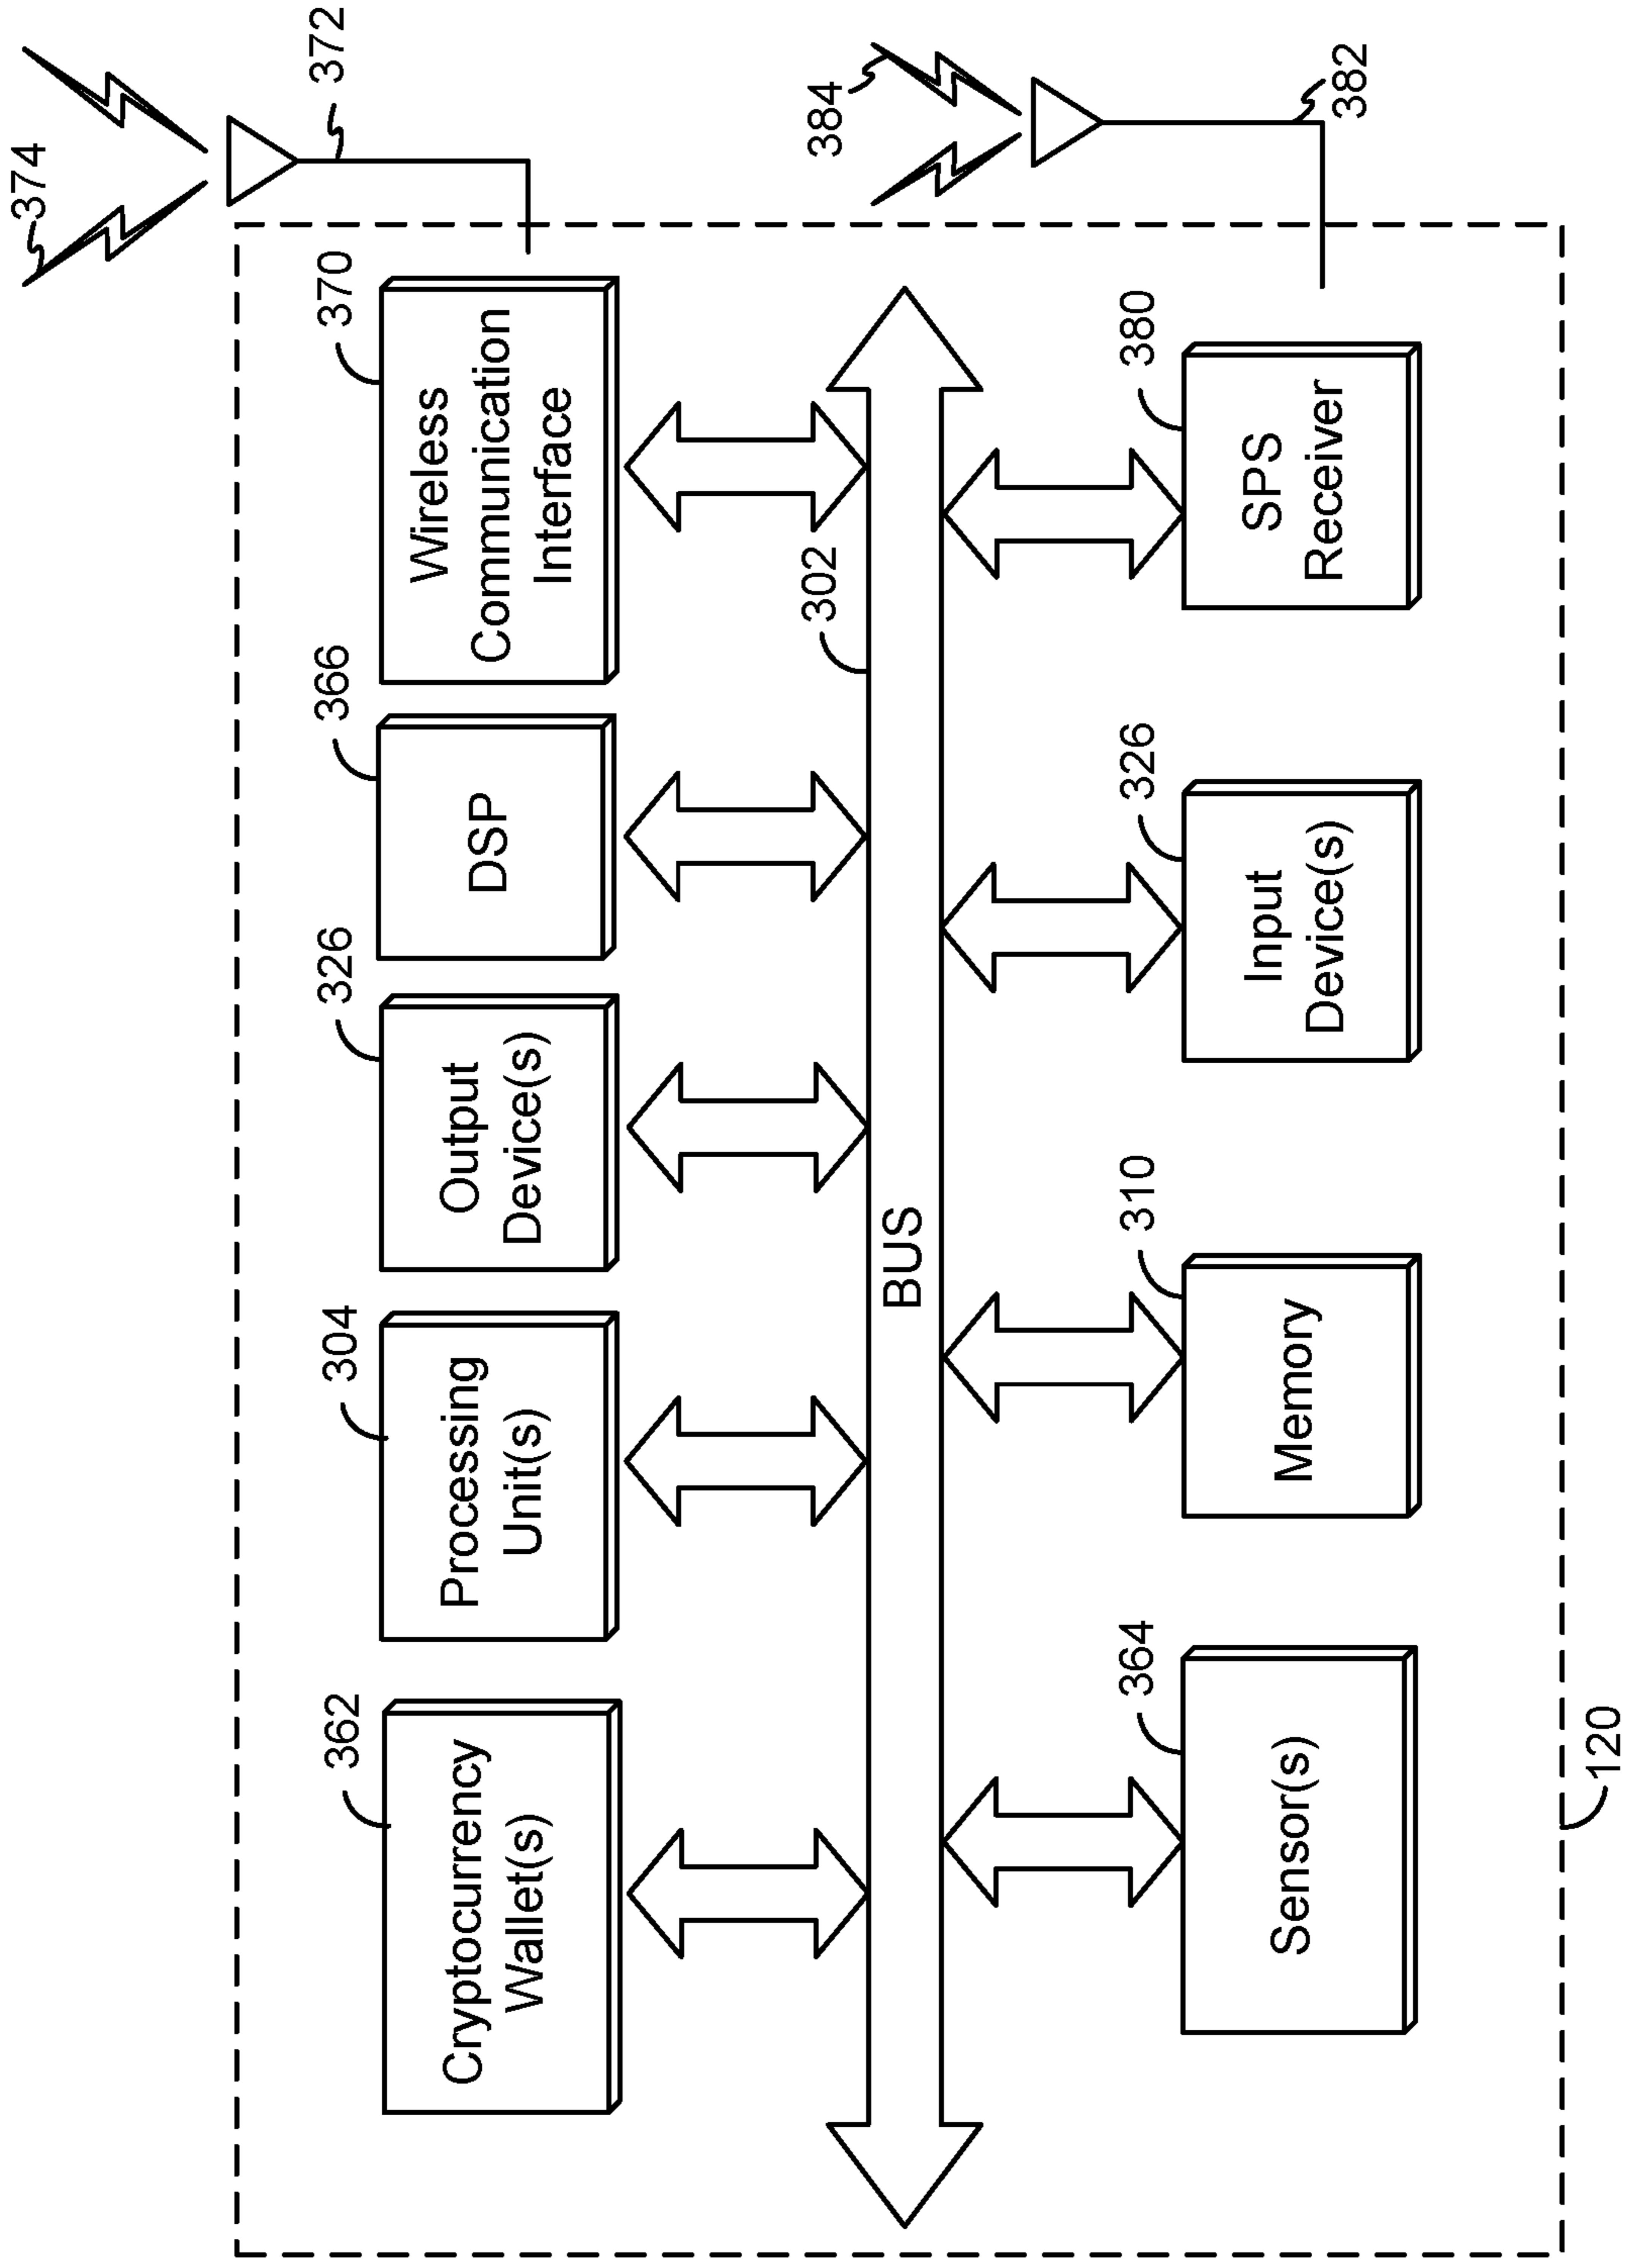 374
372
370
Wireless
Communication
Interface
366
DSP
326
Output
Device(s)
304
Processing
Unit(s)
362
Cryptocurrency
Wallet(s)
302
BUS
384
382
380
SPS
Receiver
326
Input
Device(s)
310
Memory
364
Sensor(s)
120